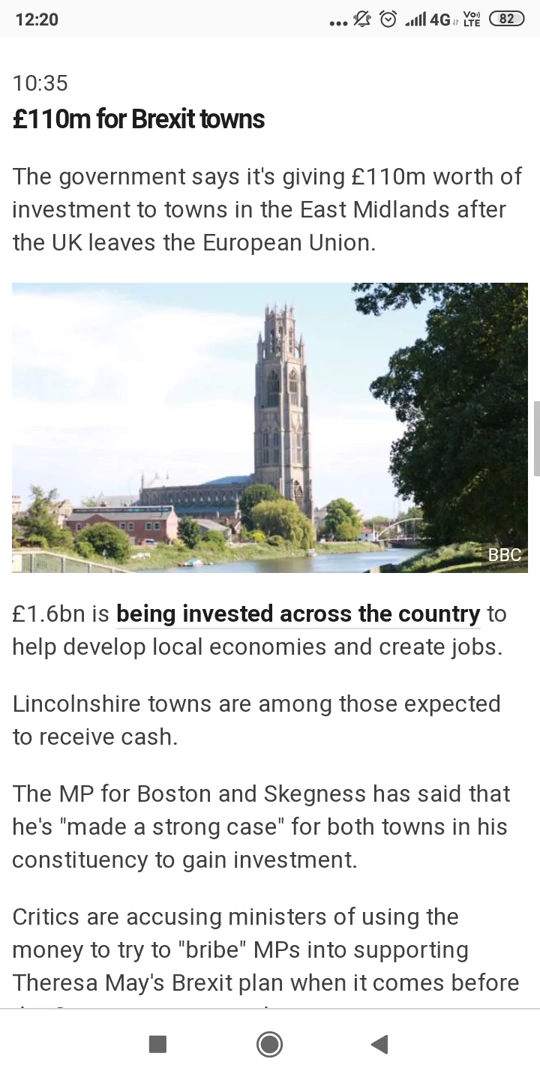 12:20
... 4G Vo) LTE 82
10:35
£110m for Brexit towns
The government says it's giving £110m worth of
investment to towns in the East Midlands after
the UK leaves the European Union.
BBC
£1.6bn is being invested across the country to
help develop local economies and create jobs.
Lincolnshire towns are among those expected
to receive cash.
The MP for Boston and Skegness has said that
he's "made a strong case" for both towns in his
constituency to gain investment.
Critics are accusing ministers of using the
money to try to "bribe" MPs into supporting
Theresa May's Brexit plan when it comes before